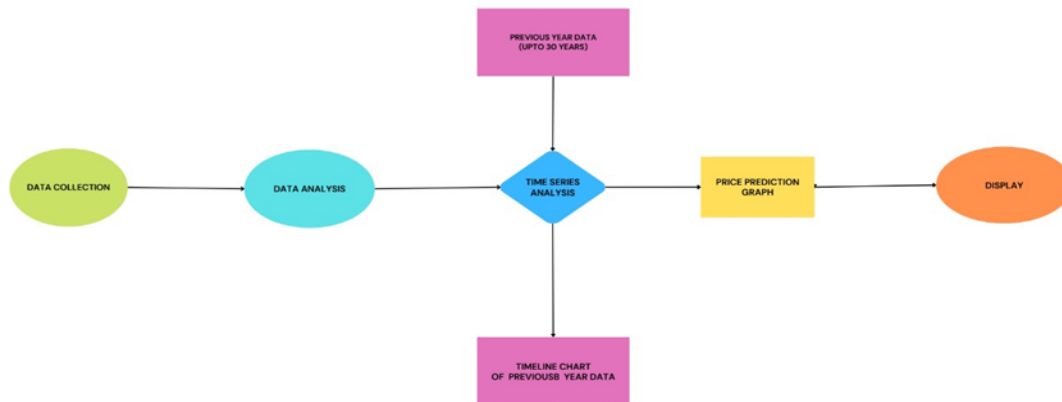 PREVIOUS YEAR DATA
(UPTO 30 YEARS)
DATA COLLECTION
DATA ANALYSIS
TIME SERIES
ANALYSIS
PRICE PREDICTION
GRAPH
DISPLAY
TIMELINE CHART
OF PREVIOUSB YEAR DATA